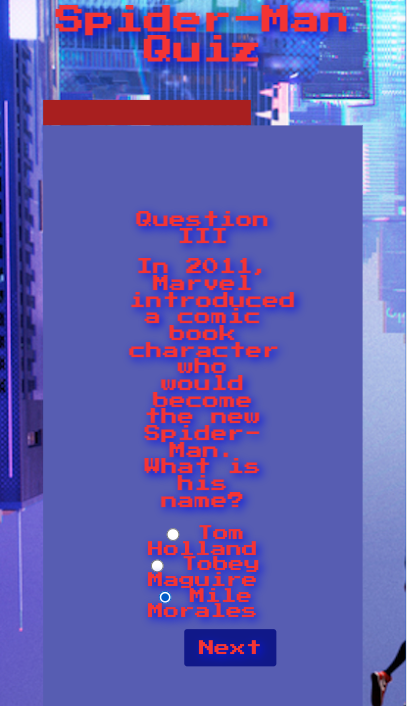 Spider-Man
Quiz
Question
III
In 2011,
Marvel
introduced
a comic
book
character
who
would
become
the new
Spider-
Man.
What is
his
name?
Tom
Holland
Tobey
Maguire
Mile
Morales
Next